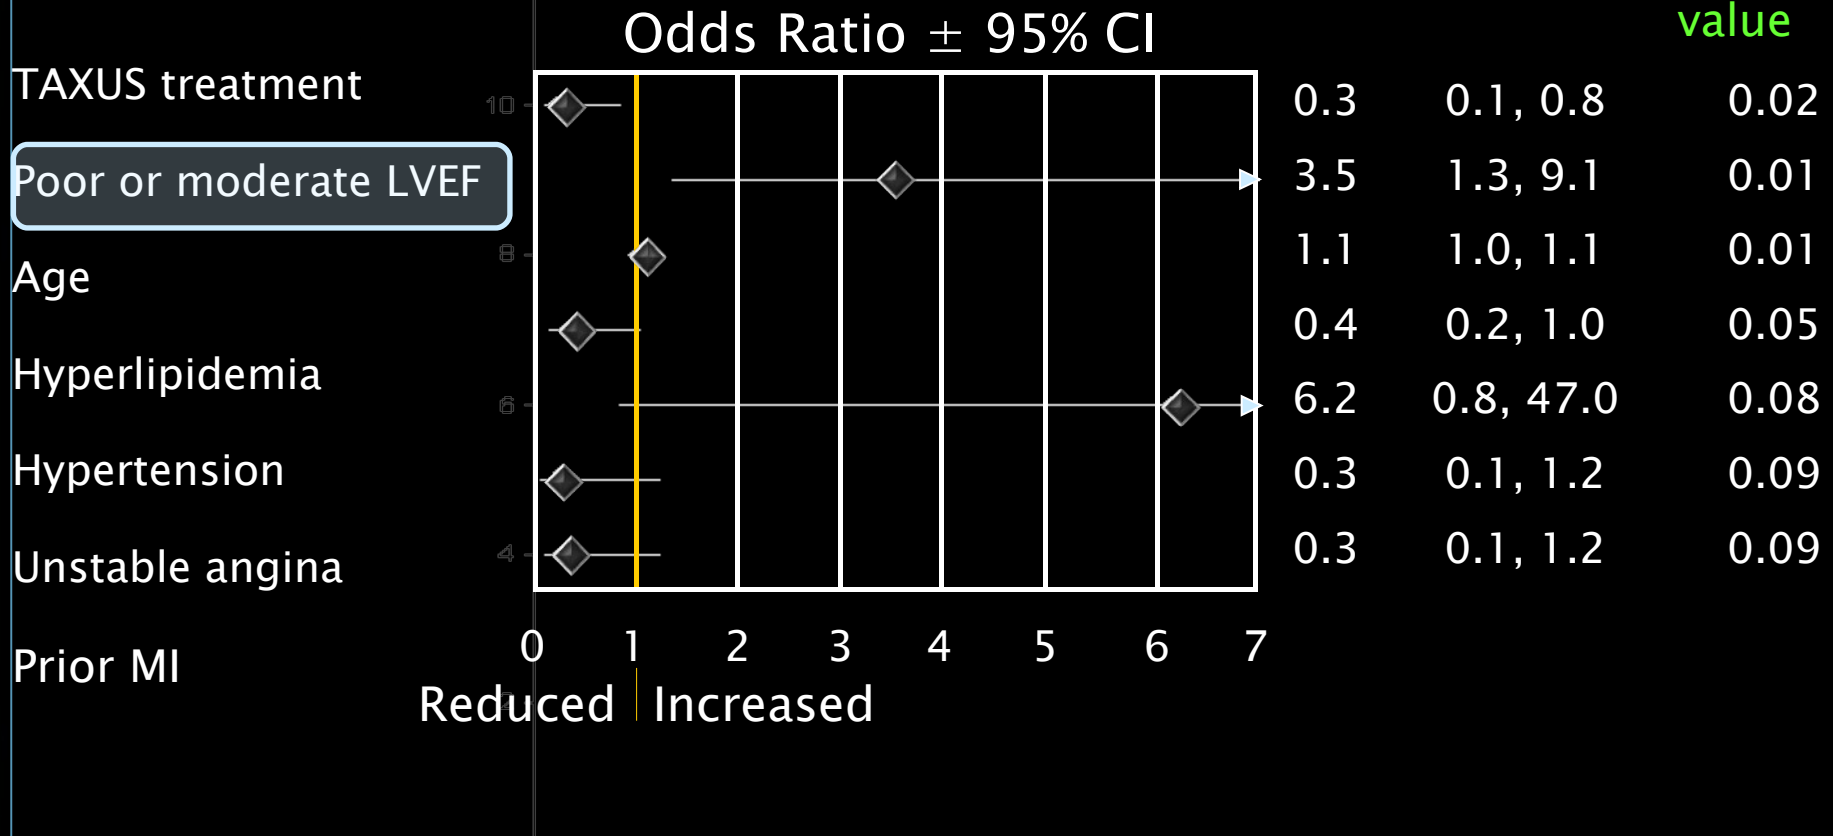 value
Odds Ratio ± 95% CI
TAXUS treatment
10
0.3 0.1, 0.8 0.02
Poor or moderate LVEF
3.5 1.3, 9.1 0.01
Age
8
1.1 1.0, 1.1 0.01
0.4 0.2, 1.0 0.05
Hyperlipidemia
6
6.2 0.8, 47.0 0.08
Hypertension
0.3 0.1, 1.2 0.09
Unstable angina
4
0.3 0.1, 1.2 0.09
Prior MI
0 1 2 3 4 5 6 7
Reduced Increased